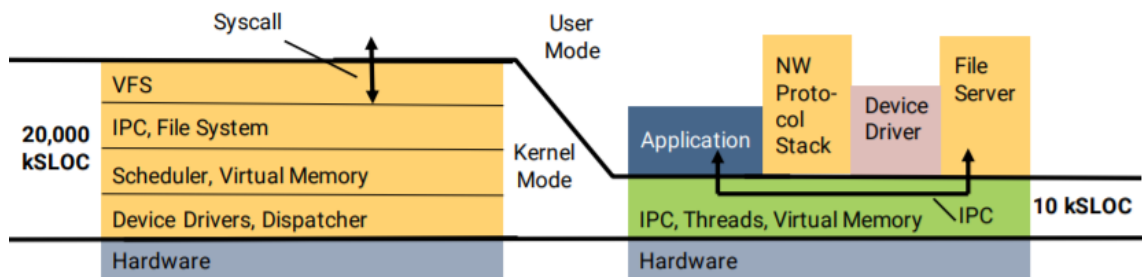 Syscall
User
Mode
VFS
IPC, File System
20,000
kSLOC
Scheduler, Virtual Memory
Kernel
Mode
Device Drivers, Dispatcher
Hardware
Application
NW
Proto-
col
Stack
Device
Driver
File
Server
IPC, Threads, Virtual Memory
IPC
10 kSLOC
Hardware